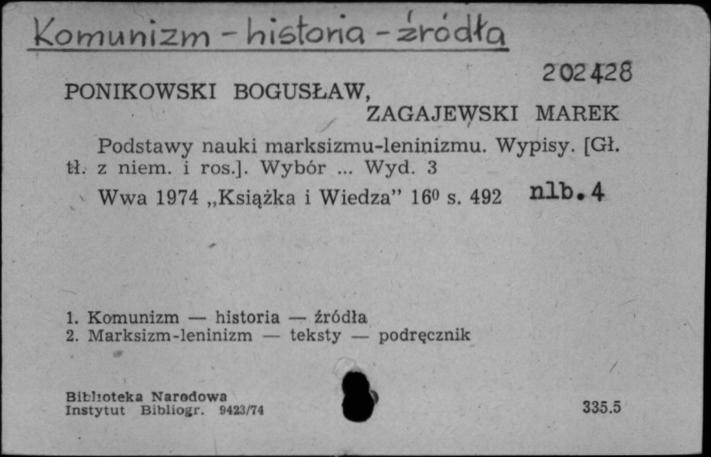 Komunizm - historia - źródła
202428
PONIKOWSKI BOGUSŁAW,
ZAGAJEWSKI MAREK
Podstawy nauki marksizmu-leninizmu. Wypisy. [Gł.
tł. z niem. i ros.]. Wybór ... Wyd. 3
Wwa 1974 „Książka i Wiedza” 16⁰ s. 492 nlb. 4
1. Komunizm — historia — źródła
2. Marksizm-leninizm — teksty — podręcznik
Biblioteka Narodowa
Instytut Bibliogr. 9423/74
335.5